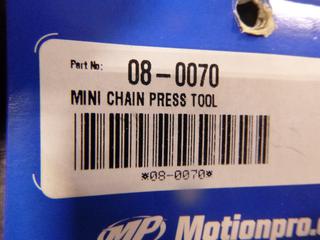 Part No: 08-0070
MINI CHAIN PRESS TOOL
*08-0070*
MP Motionpro.